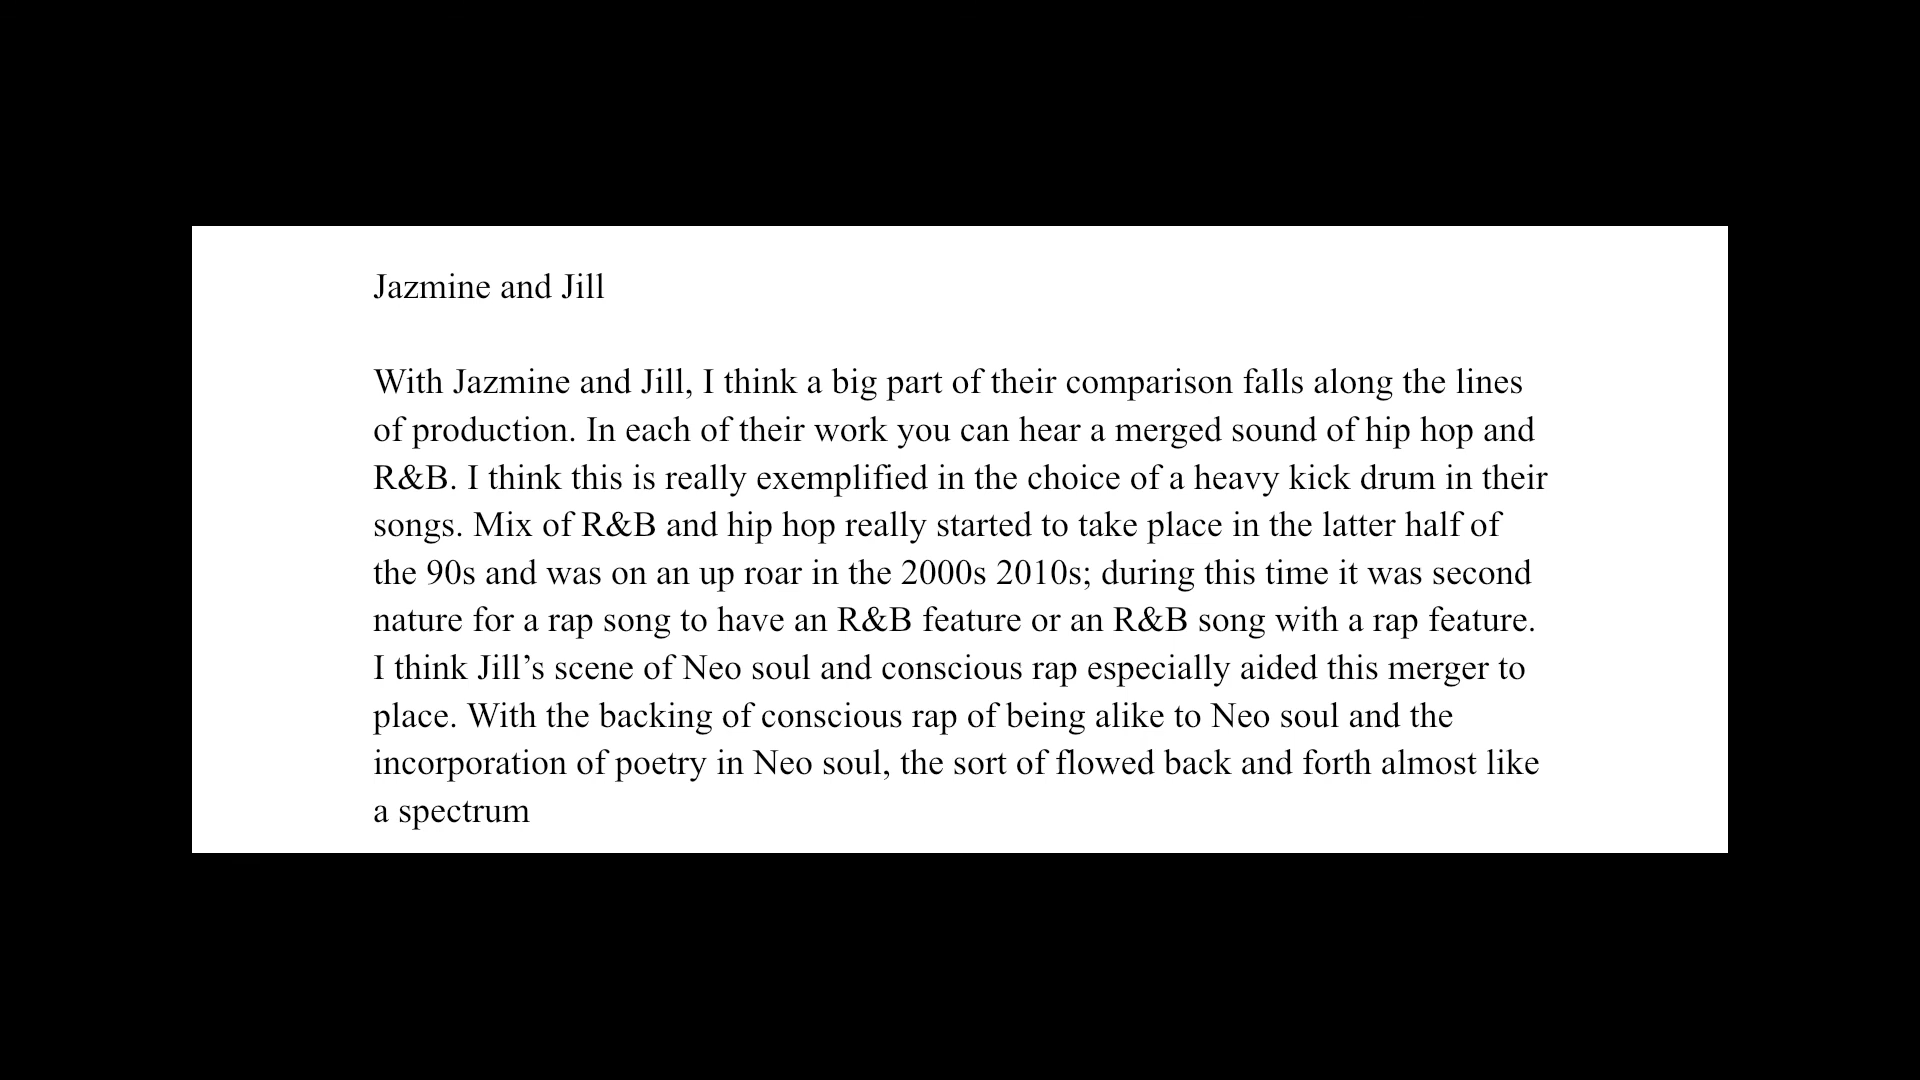 Jazmine and Jill
With Jazmine and Jill, I think a big part of their comparison falls along the lines
of production. In each of their work you can hear a merged sound of hip hop and
R&B. I think this is really exemplified in the choice of a heavy kick drum in their
songs. Mix of R&B and hip hop really started to take place in the latter half of
the 90s and was on an up roar in the 2000s 2010s; during this time it was second
nature for a rap song to have an R&B feature or an R&B song with a rap feature.
I think Jill’s scene of Neo soul and conscious rap especially aided this merger to
place. With the backing of conscious rap of being alike to Neo soul and the
incorporation of poetry in Neo soul, the sort of flowed back and forth almost like
a spectrum